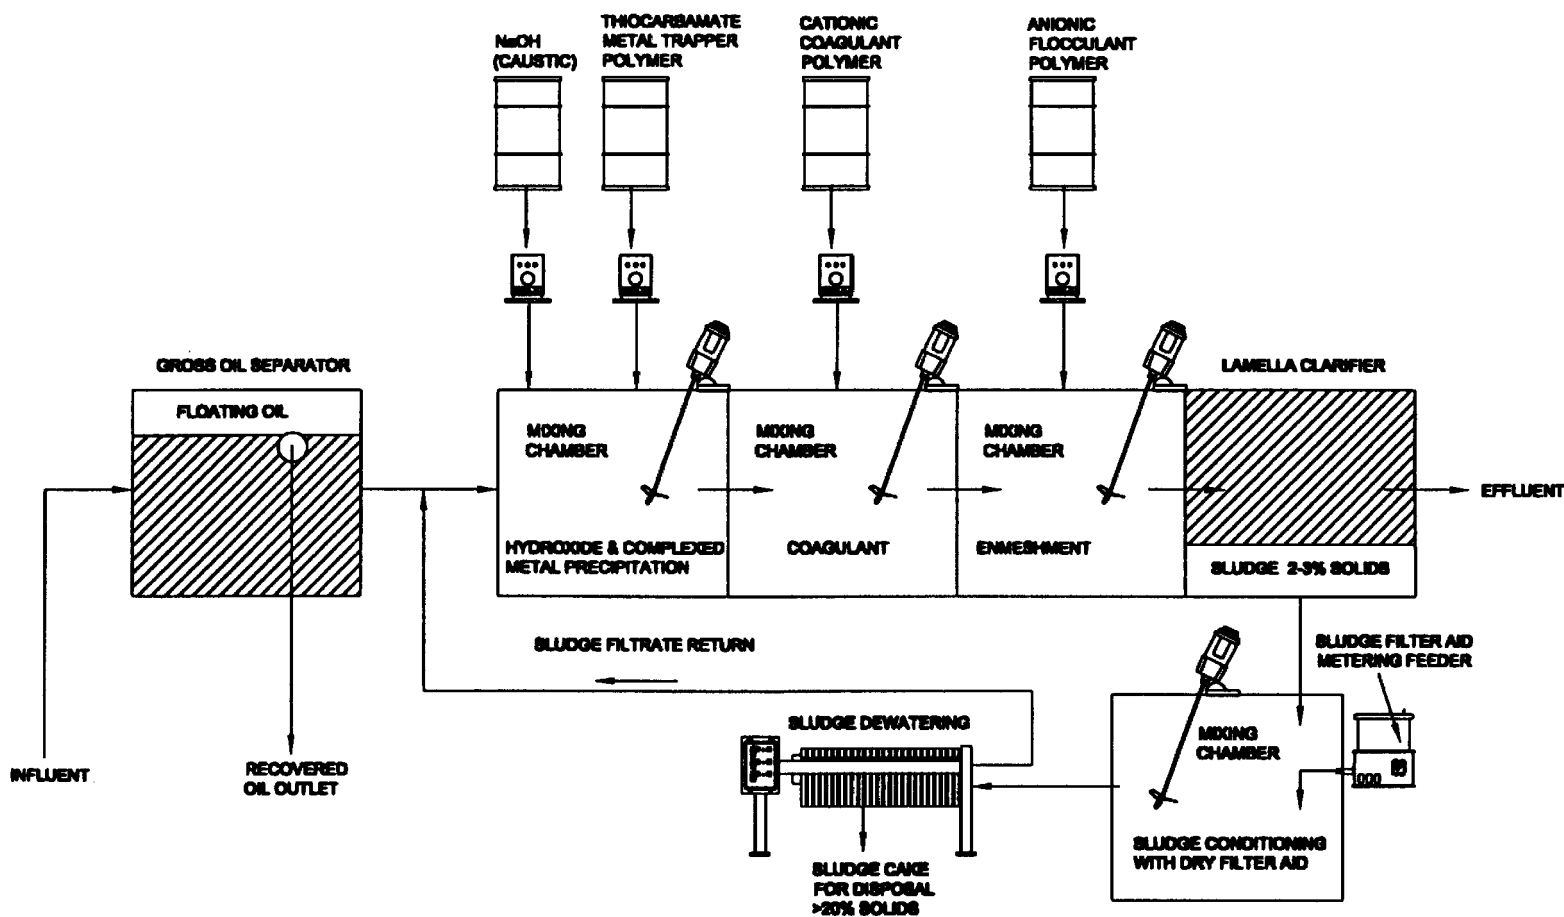 NaOH
(CAUSTIC)
THIOCARBAMATE
METAL TRAPPER
POLYMER
CATIONIC
COAGULANT
POLYMER
ANIONIC
FLOCCULANT
POLYMER
GROSS OIL SEPARATOR
FLOATING OIL
LAMELLA CLARIFIER
MIXING
CHAMBER
MIXING
CHAMBER
MIXING
CHAMBER
EFFLUENT
HYDROXIDE & COMPLEXED
METAL PRECIPITATION
COAGULANT
ENMESHMENT
SLUDGE 2-3% SOLIDS
SLUDGE FILTRATE RETURN
SLUDGE FILTER AID
METERING FEEDER
SLUDGE DEWATERING
MIXING
CHAMBER
INFLUENT
RECOVERED
OIL OUTLET
000
SLUDGE CONDITIONING
WITH DRY FILTER AID
SLUDGE CAKE
FOR DISPOSAL
>20% SOLIDS